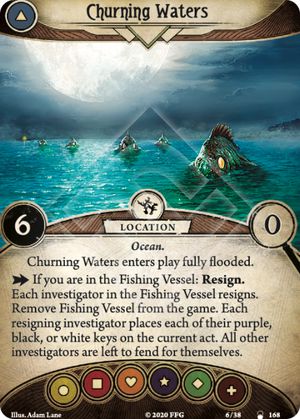 Churning Waters
6
LOCATION
0
Ocean.
Churning Waters enters play fully flooded.
If you are in the Fishing Vessel: Resign.
Each investigator in the Fishing Vessel resigns.
Remove Fishing Vessel from the game. Each
resigning investigator places each of their purple,
black, or white keys on the current act. All other
investigators are left to fend for themselves.
Illus. Adam Lane © 2020 FFG 6/38 168